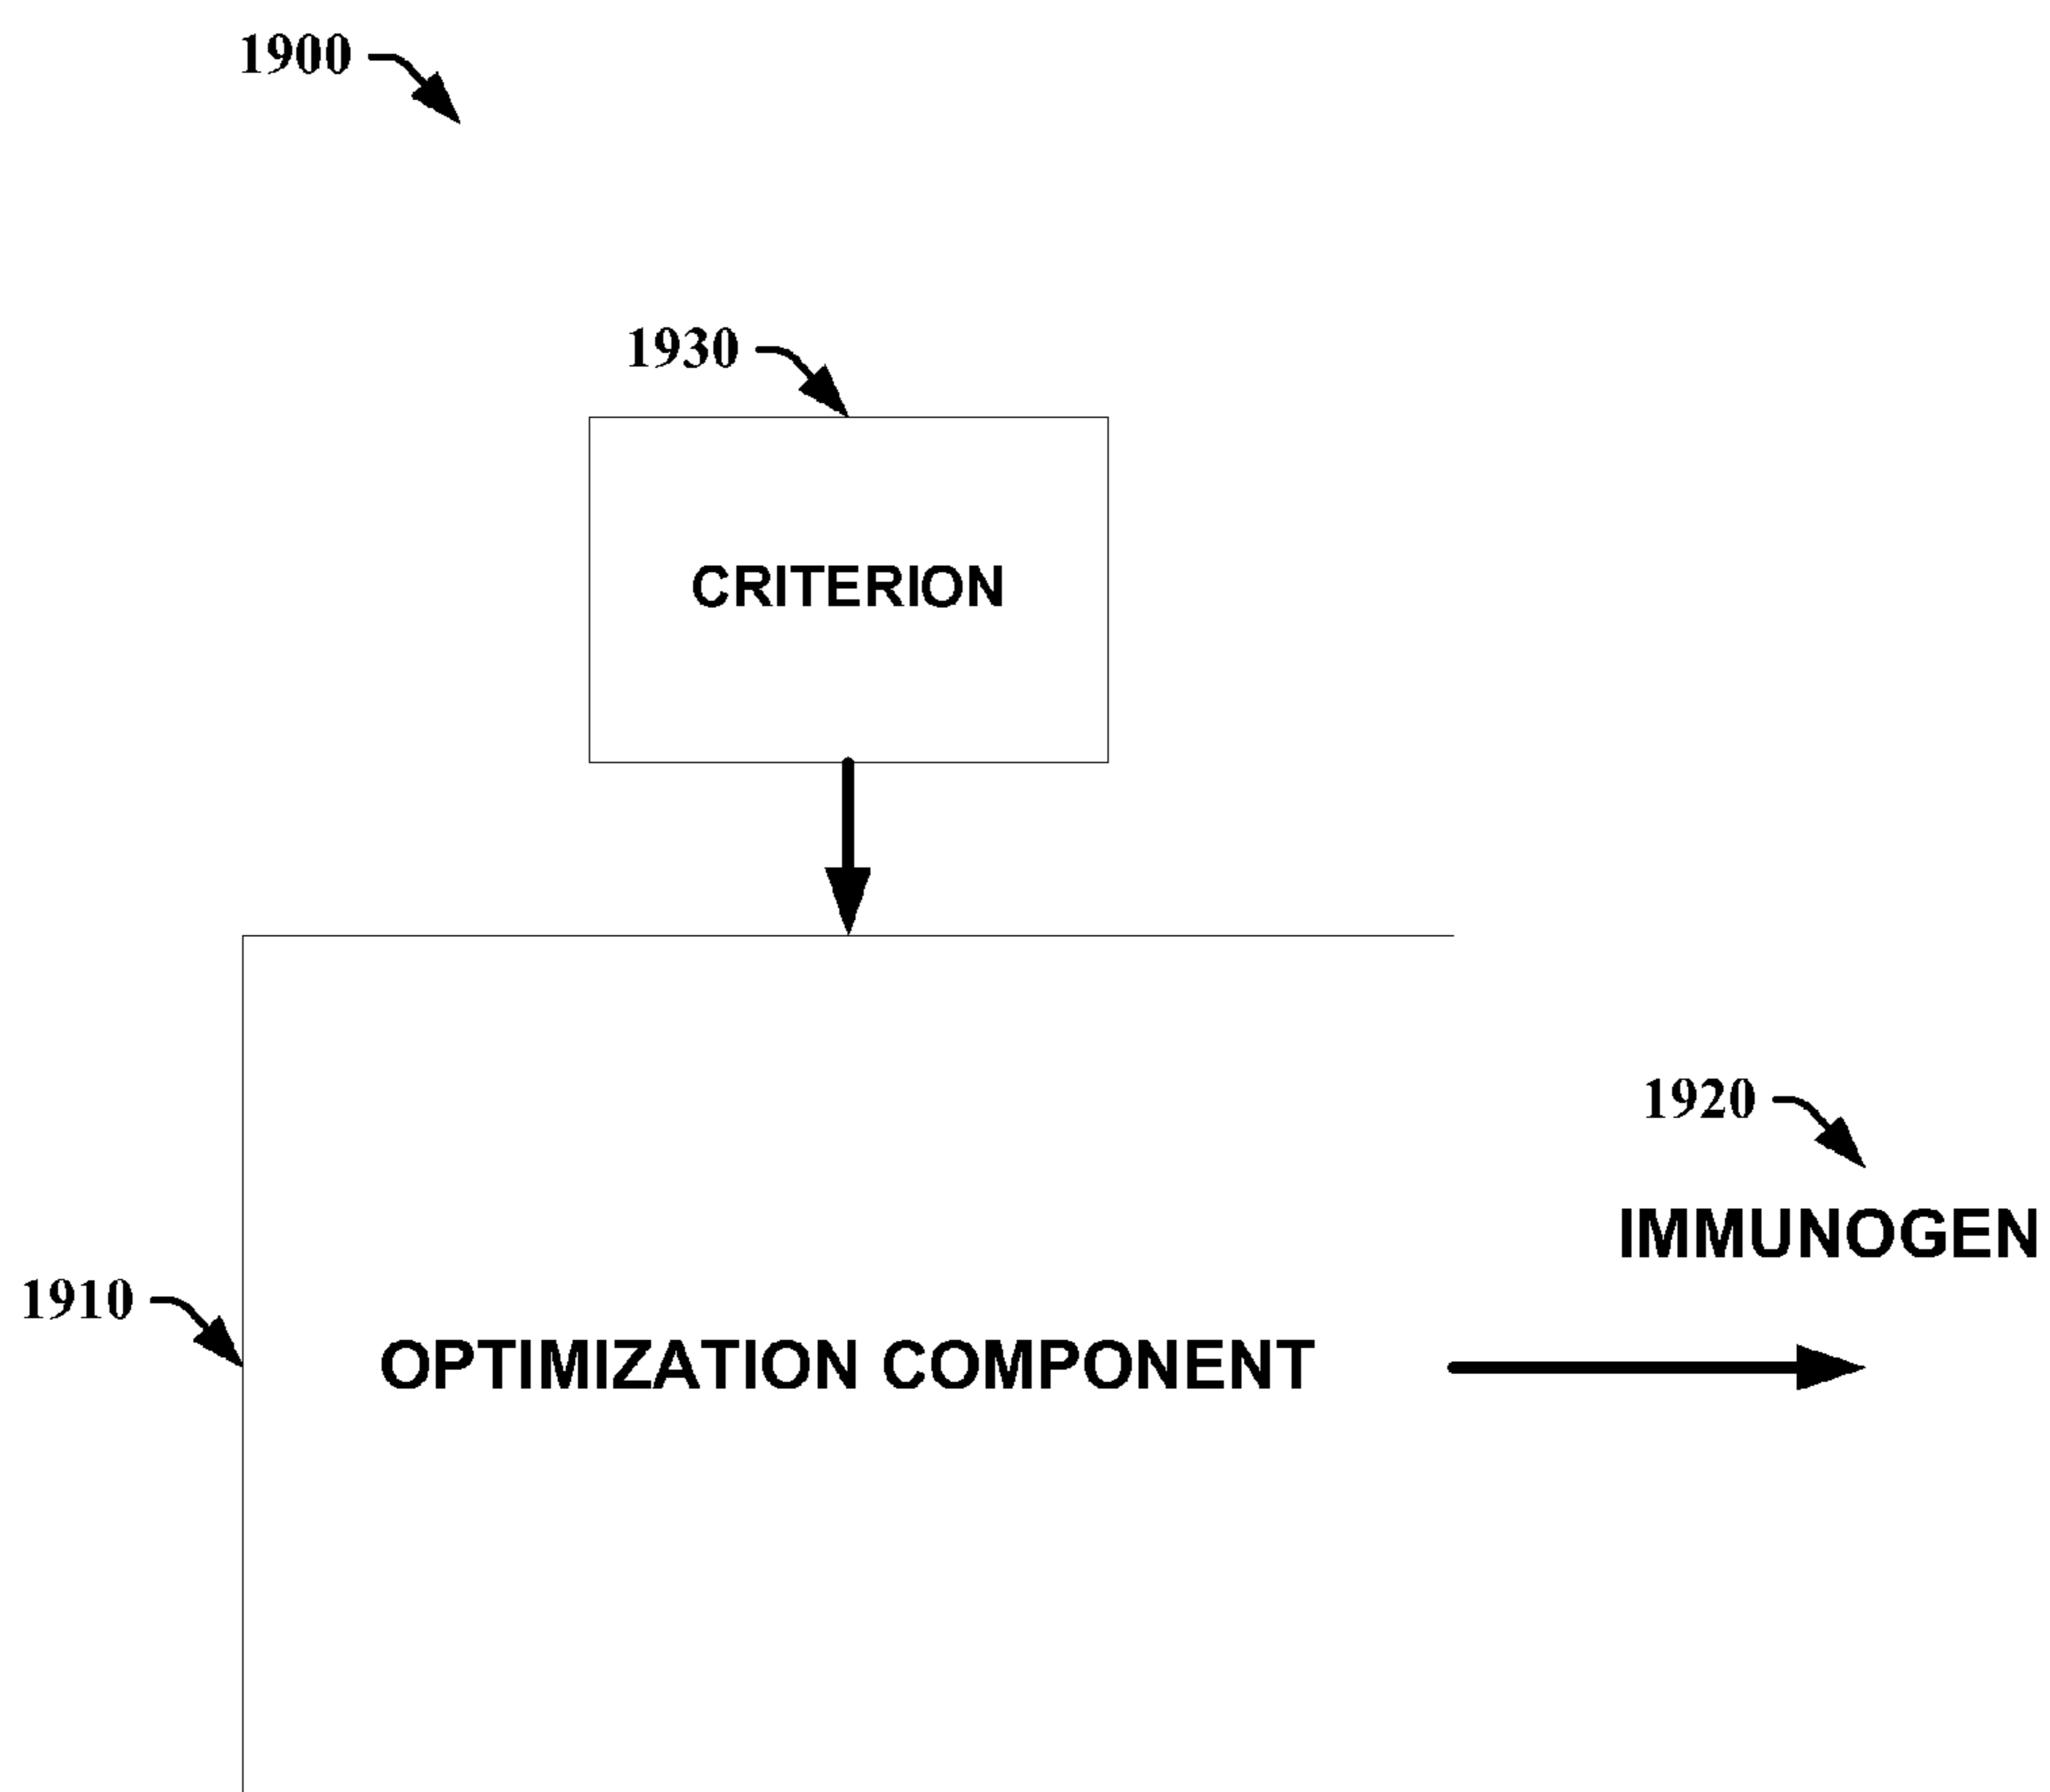 1900
1930
CRITERION
1920
IMMUNOGEN
1910
OPTIMIZATION COMPONENT